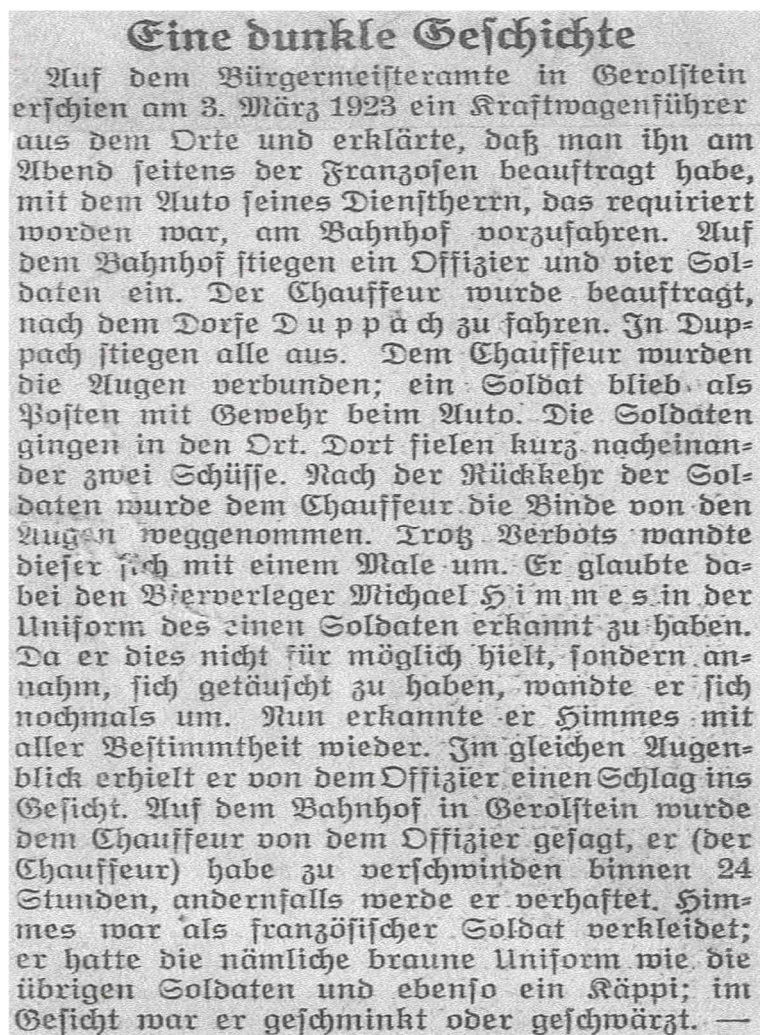 Eine dunkle Geschichte
Auf dem Bürgermeisteramte in Gerolstein
erschien am 3. März 1923 ein Kraftwagenführer
aus dem Orte und erklärte, daß man ihn am
Abend seitens der Franzosen beauftragt habe,
mit dem Auto seines Dienstherrn, das requiriert
worden war, am Bahnhof vorzufahren. Auf
dem Bahnhof stiegen ein Offizier und vier Sol-
daten ein. Der Chauffeur wurde beauftragt,
nach dem Dorfe Duppach zu fahren. In Dup-
pach stiegen alle aus. Dem Chauffeur wurden
die Augen verbunden; ein Soldat blieb als
Posten mit Gewehr beim Auto. Die Soldaten
gingen in den Ort. Dort fielen kurz nacheinan-
der zwei Schüsse. Nach der Rückkehr der Sol-
daten wurde dem Chauffeur die Binde von den
Augen weggenommen. Trotz Verbots wandte
dieser sich mit einem Male um. Er glaubte da-
bei den Bierverleger Michael Himmes in der
Uniform des einen Soldaten erkannt zu haben.
Da er dies nicht für möglich hielt, sondern an-
nahm, sich getäuscht zu haben, wandte er sich
nochmals um. Nun erkannte er Himmes mit
aller Bestimmtheit wieder. Im gleichen Augen-
blick erhielt er von dem Offizier einen Schlag ins
Gesicht. Auf dem Bahnhof in Gerolstein wurde
dem Chauffeur von dem Offizier gesagt, er (der
Chauffeur) habe zu verschwinden binnen 24
Stunden, andernfalls werde er verhaftet. Him-
mes war als französischer Soldat verkleidet;
er hatte die nämliche braune Uniform wie die
übrigen Soldaten und ebenso ein Käppi; im
Gesicht war er geschminkt oder geschwärzt. —